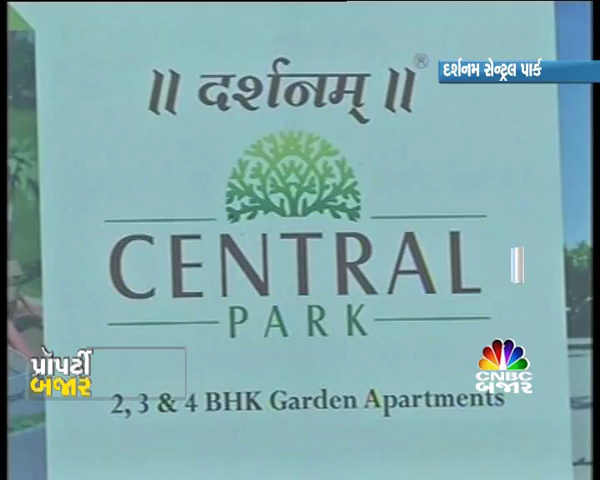 દર્શનમ સેન્ટ્રલ પાર્ક
॥ दर्शनम् ॥ ®
CENTRAL
PARK
પ્રૉપર્ટી
બજાર
CNBC
બજાર
2, 3 & 4 BHK Garden Apartments